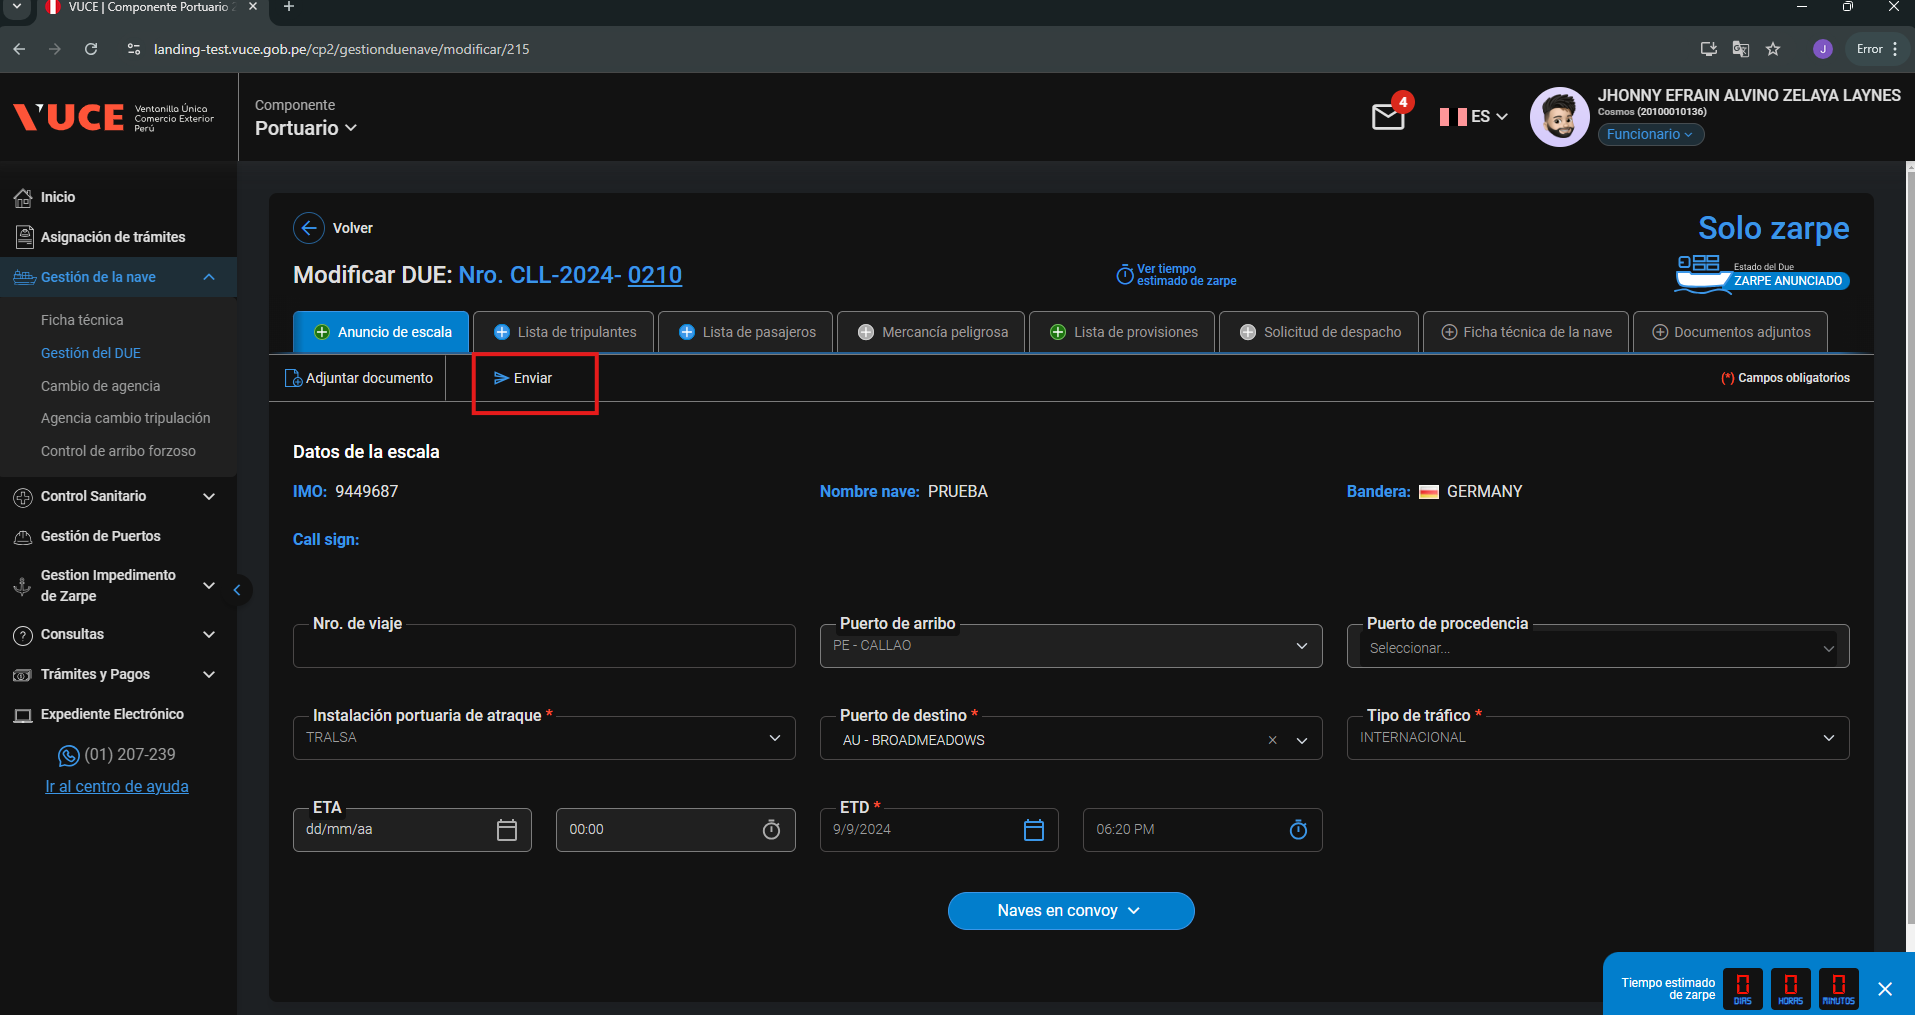 VUCE | Componente Portuario 2
landing-test.vuce.gob.pe/cp2/gestionduenave/modificar/215
J
Error
VUCE
Ventanilla Única
Comercio Exterior
Perú
Componente
Portuario
4
ES
JHONNY EFRAIN ALVINO ZELAYA LAYNES
Cosmos (20100010136)
Funcionario
Inicio
Asignación de trámites
Gestión de la nave
Ficha técnica
Gestión del DUE
Cambio de agencia
Agencia cambio tripulación
Control de arribo forzoso
Control Sanitario
Gestión de Puertos
Gestion Impedimento
de Zarpe
Consultas
Trámites y Pagos
Expediente Electrónico
(01) 207-239
Ir al centro de ayuda
Volver
Solo zarpe
Modificar DUE: Nro. CLL-2024- 0210
Ver tiempo
estimado de zarpe
Estado del Due
ZARPE ANUNCIADO
Anuncio de escala
Lista de tripulantes
Lista de pasajeros
Mercancía peligrosa
Lista de provisiones
Solicitud de despacho
Ficha técnica de la nave
Documentos adjuntos
Adjuntar documento
Enviar
(*) Campos obligatorios
Datos de la escala
IMO: 9449687
Nombre nave: PRUEBA
Bandera: GERMANY
Call sign:
Nro. de viaje
Puerto de arribo
PE - CALLAO
Puerto de procedencia
Seleccionar...
Instalación portuaria de atraque *
TRALSA
Puerto de destino *
AU - BROADMEADOWS
Tipo de tráfico *
INTERNACIONAL
ETA
dd/mm/aa
00:00
ETD *
9/9/2024
06:20 PM
Naves en convoy
Tiempo estimado
de zarpe
0 DIAS
0 HORAS
0 MINUTOS